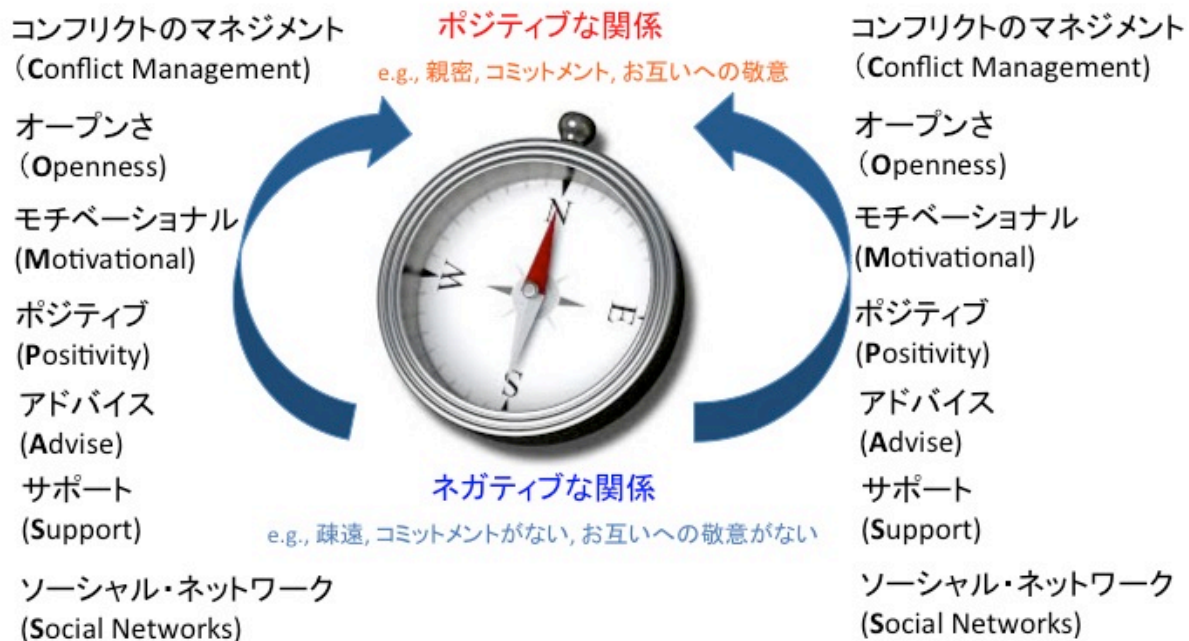 コンフリクトのマネジメント
（Conflict Management)
オープンさ
（Openness)
モチベーショナル
(Motivational)
ポジティブ
(Positivity)
アドバイス
(Advise)
サポート
(Support)
ソーシャル・ネットワーク
(Social Networks)
ポジティブな関係
e.g., 親密, コミットメント, お互いへの敬意
N
W
E
S
ネガティブな関係
e.g., 疎遠, コミットメントがない, お互いへの敬意がない
コンフリクトのマネジメント
（Conflict Management)
オープンさ
（Openness)
モチベーショナル
(Motivational)
ポジティブ
(Positivity)
アドバイス
(Advise)
サポート
(Support)
ソーシャル・ネットワーク
(Social Networks)